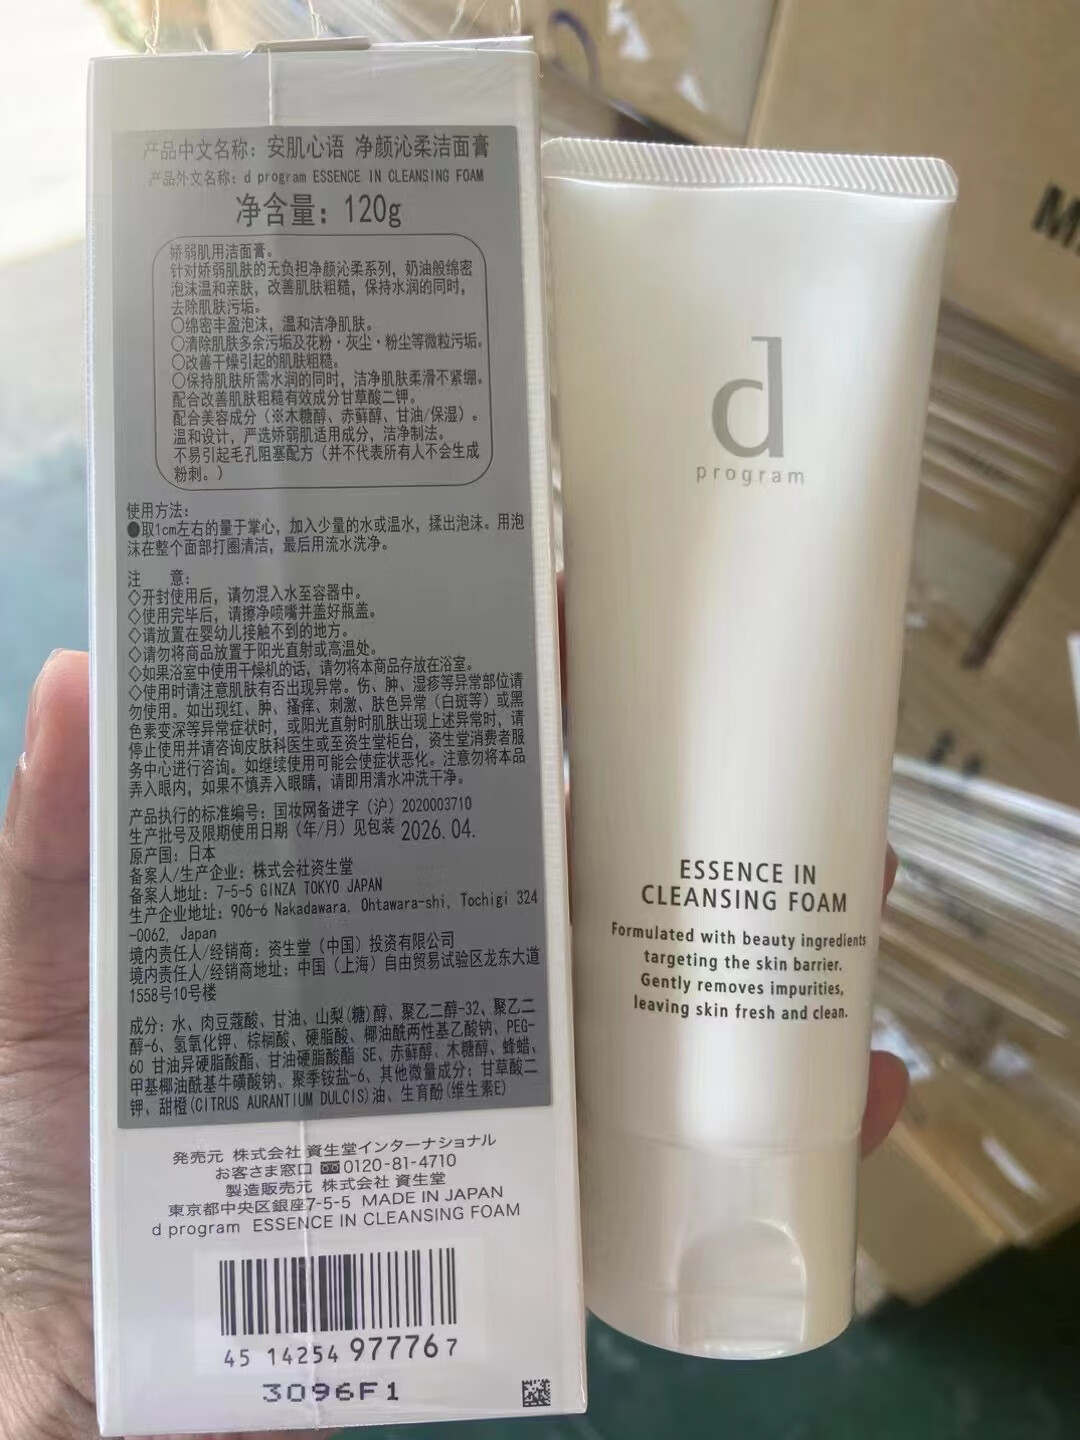 产品中文名称：安肌心语 净颜沁柔洁面膏
产品外文名称：d program ESSENCE IN CLEANSING FOAM
净含量：120g
娇弱肌用洁面膏。
针对娇弱肌肤的无负担净颜沁柔系列，奶油般绵密
泡沫温和亲肤，改善肌肤粗糙，保持水润的同时，
去除肌肤污垢。
○绵密丰盈泡沫，温和洁净肌肤。
○清除肌肤多余污垢及花粉·灰尘·粉尘等微粒污垢。
○改善干燥引起的肌肤粗糙。
○保持肌肤所需水润的同时，洁净肌肤柔滑不紧绷。
配合改善肌肤粗糙有效成分甘草酸二钾。
配合美容成分（※木糖醇、赤藓醇、甘油/保湿）。
温和设计，严选娇弱肌适用成分，洁净制法。
不易引起毛孔阻塞配方（并不代表所有人不会生成
粉刺。）
使用方法：
●取1cm左右的量于掌心，加入少量的水或温水，揉出泡沫。用泡
沫在整个面部打圈清洁，最后用流水洗净。
注 意：
◇开封使用后，请勿混入水至容器中。
◇使用完毕后，请擦净喷嘴并盖好瓶盖。
◇请放置在婴幼儿接触不到的地方。
◇请勿将商品放置于阳光直射或高温处。
◇如果浴室中使用干燥机的话，请勿将本商品存放在浴室。
◇使用时请注意肌肤有否出现异常。伤、肿、湿疹等异常部位请
勿使用。如出现红、肿、搔痒、刺激、肤色异常（白斑等）或黑
色素变深等异常症状时，或阳光直射时肌肤出现上述异常时，请
停止使用并请咨询皮肤科医生或至资生堂柜台，资生堂消费者服
务中心进行咨询。如继续使用可能会使症状恶化。注意勿将本品
弄入眼内，如果不慎弄入眼睛，请即用清水冲洗干净。
产品执行的标准编号：国妆网备进字（沪）2020003710
生产批号及限期使用日期（年/月）见包装 2026.04.
原产国：日本
备案人/生产企业：株式会社资生堂
备案人地址：7-5-5 GINZA TOKYO JAPAN
生产企业地址：906-6 Nakadawara, Ohtawara-shi, Tochigi 324
-0062, Japan
境内责任人/经销商：资生堂（中国）投资有限公司
境内责任人/经销商地址：中国（上海）自由贸易试验区龙东大道
1558号10号楼
成分：水、肉豆蔻酸、甘油、山梨(糖)醇、聚乙二醇-32、聚乙二
醇-6、氢氧化钾、棕榈酸、硬脂酸、椰油酰两性基乙酸钠、PEG-
60 甘油异硬脂酸酯、甘油硬脂酸酯 SE、赤藓醇、木糖醇、蜂蜡、
甲基椰油酰基牛磺酸钠、聚季铵盐-6、其他微量成分：甘草酸二
钾、甜橙(CITRUS AURANTIUM DULCIS)油、生育酚(维生素E)
発売元 株式会社 資生堂インターナショナル
お客さま窓口 0120-81-4710
製造販売元 株式会社 資生堂
東京都中央区銀座7-5-5 MADE IN JAPAN
d program ESSENCE IN CLEANSING FOAM
45 14254 97776 7
3096F1
d
program
ESSENCE IN
CLEANSING FOAM
Formulated with beauty ingredients
targeting the skin barrier.
Gently removes impurities,
leaving skin fresh and clean.